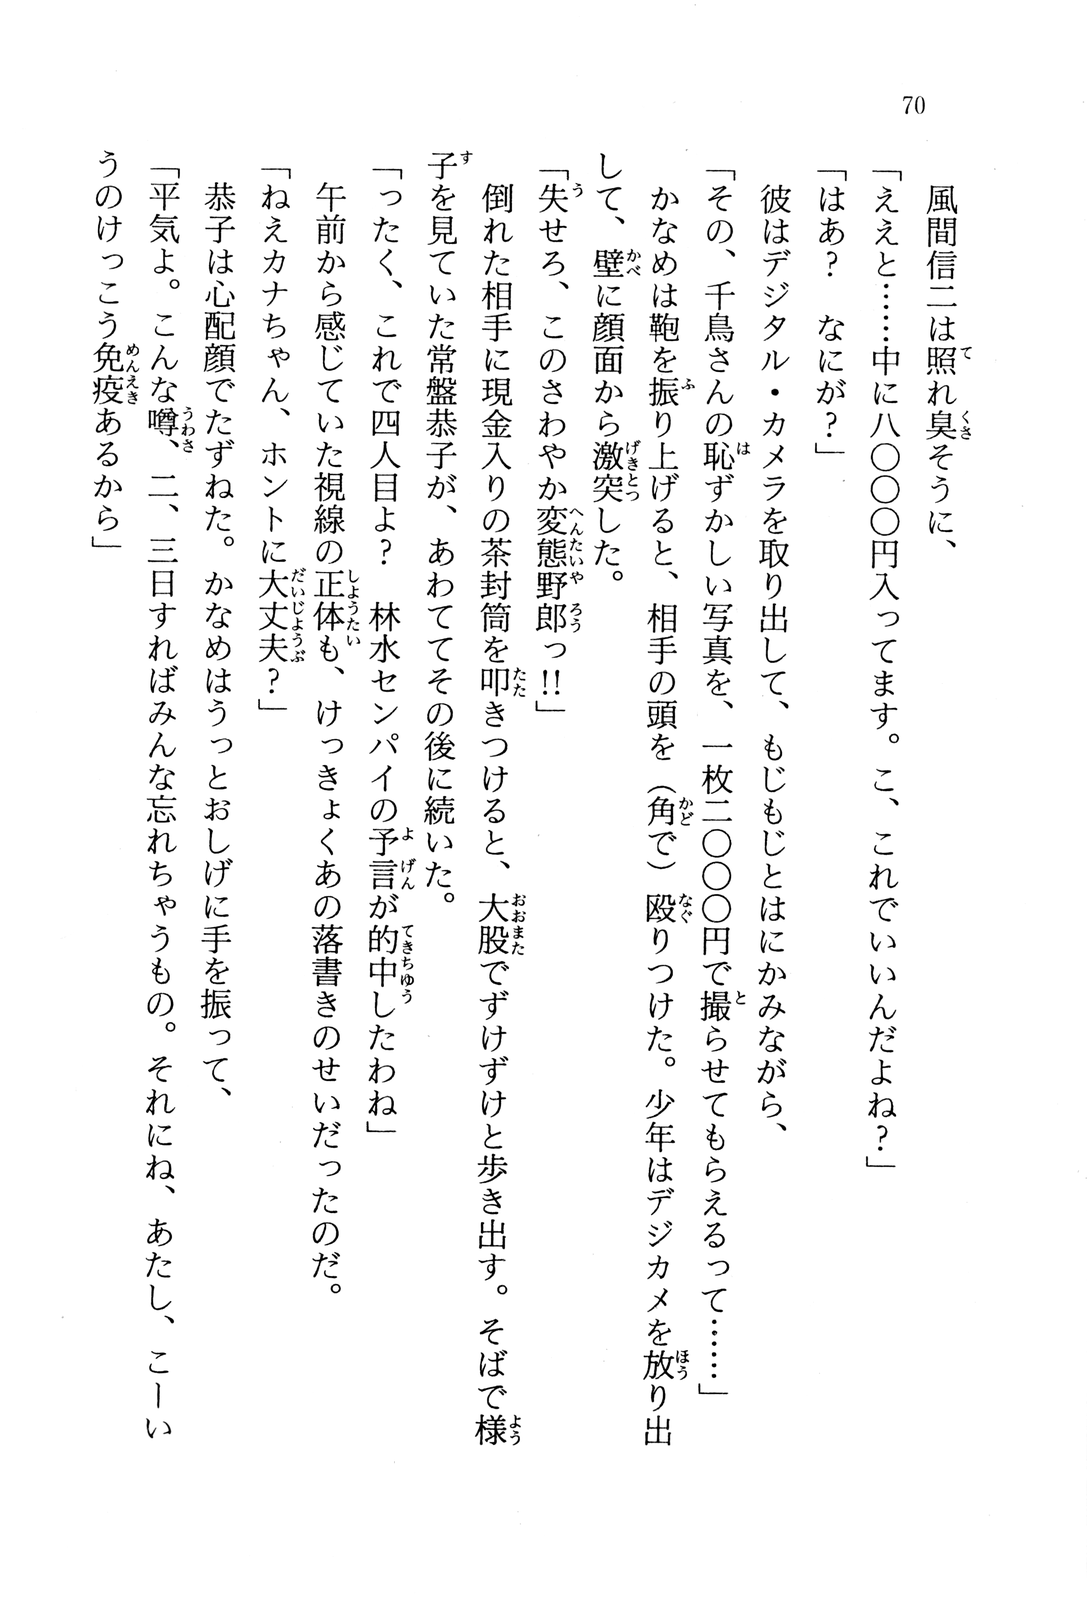 70
風間信二は照れ臭そうに、
「ええと……中に八〇〇〇円入ってます。こ、これでいいんだよね？」
「はあ？　なにが？」
彼はデジタル・カメラを取り出して、もじもじとはにかみながら、
「その、千鳥さんの恥ずかしい写真を、一枚二〇〇〇円で撮らせてもらえるって……」
かなめは鞄を振り上げると、相手の頭を（角で）殴りつけた。少年はデジカメを放り出
して、壁に顔面から激突した。
「失せろ、このさわやか変態野郎っ!!」
倒れた相手に現金入りの茶封筒を叩きつけると、大股でずけずけと歩き出す。そばで様
子を見ていた常盤恭子が、あわててその後に続いた。
「ったく、これで四人目よ？　林水センパイの予言が的中したわね」
午前から感じていた視線の正体も、けっきょくあの落書きのせいだったのだ。
「ねえカナちゃん、ホントに大丈夫？」
恭子は心配顔でたずねた。かなめはうっとおしげに手を振って、
「平気よ。こんな噂、二、三日すればみんな忘れちゃうもの。それにね、あたし、こーい
うのけっこう免疫あるから」